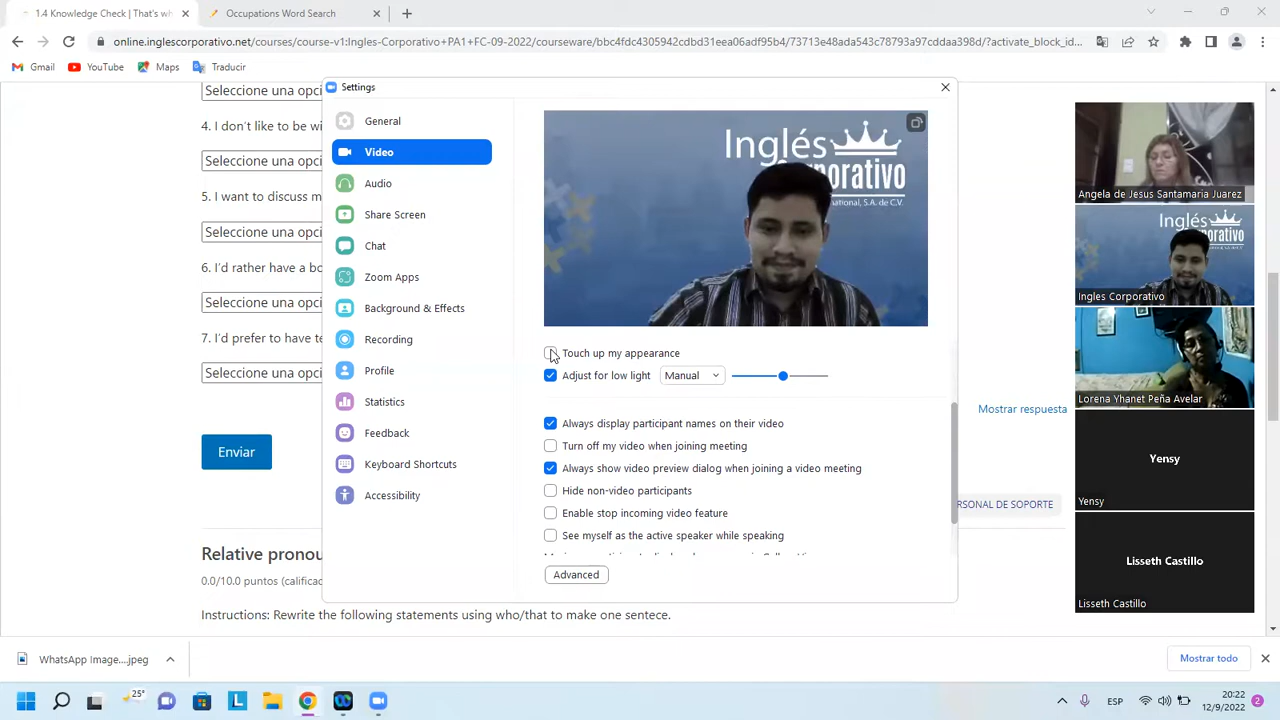 1.4 Knowledge Check | That's wh
Occupations Word Search
online.inglescorporativo.net/courses/course-v1:Ingles-Corporativo+PA1+FC-09-2022/courseware/bbc4fdc4305942cdbd31eea06adf95b4/73713e48adab543c78793a97cddaa398d/?activate_block_id...
Gmail
YouTube
Maps
Traducir
Settings
General
Video
Audio
Share Screen
Chat
Zoom Apps
Background & Effects
Recording
Profile
Statistics
Feedback
Keyboard Shortcuts
Accessibility
Inglés
Corporativo
national, S.A. de C.V.
Touch up my appearance
Adjust for low light
Manual
Always display participant names on their video
Turn off my video when joining meeting
Always show video preview dialog when joining a video meeting
Hide non-video participants
Enable stop incoming video feature
See myself as the active speaker while speaking
Advanced
Seleccione una opci
4. I don't like to be wi
Seleccione una opci
5. I want to discuss m
Seleccione una opci
6. I'd rather have a bo
Seleccione una opci
7. I'd prefer to have te
Seleccione una opci
Enviar
Mostrar respuesta
PERSONAL DE SOPORTE
Relative pronou
0.0/10.0 puntos (calificad
Instructions: Rewrite the following statements using who/that to make one sentece.
Angela de Jesus Santamaria Juarez
Inglés
orativo
Ingles Corporativo
Lorena Yhanet Peña Avelar
Yensy
Yensy
Lisseth Castillo
Lisseth Castillo
WhatsApp Image....jpeg
Mostrar todo
25°
ESP
20:22
12/9/2022
2